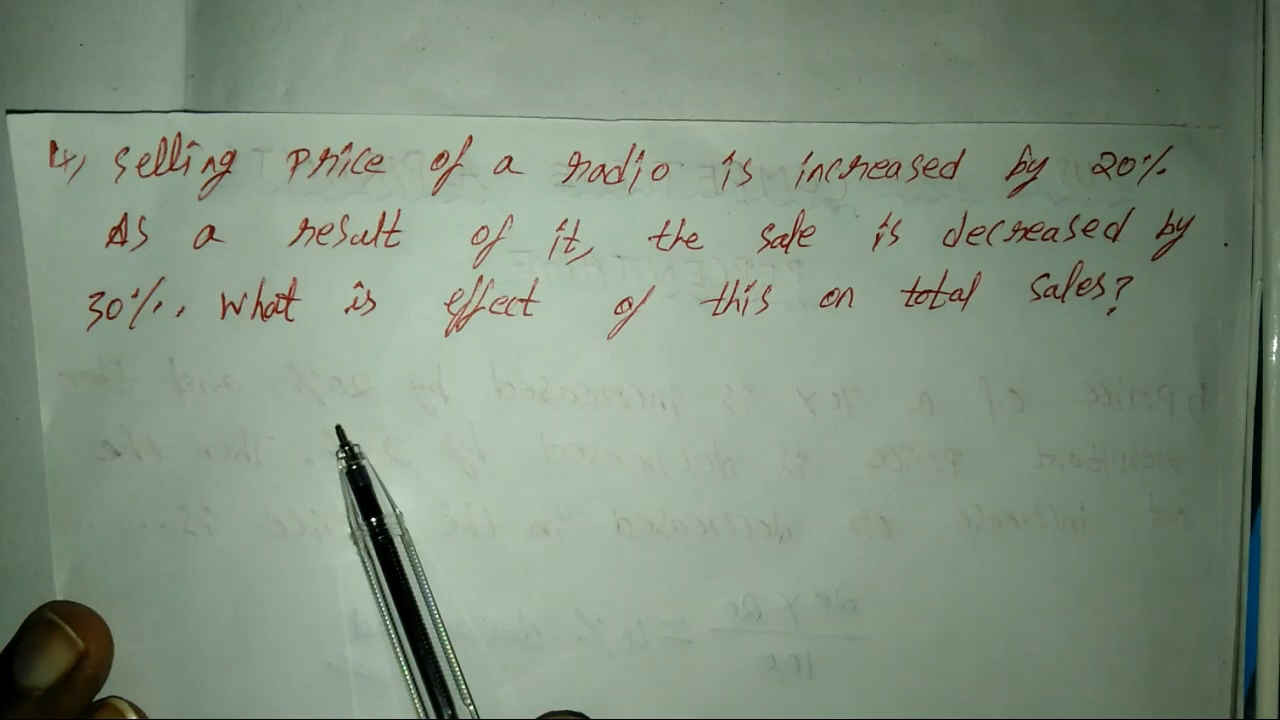 4, Selling price of a radio is increased by 20%.
As a result of it, the sale is decreased by
30%. What is effect of this on total sales?